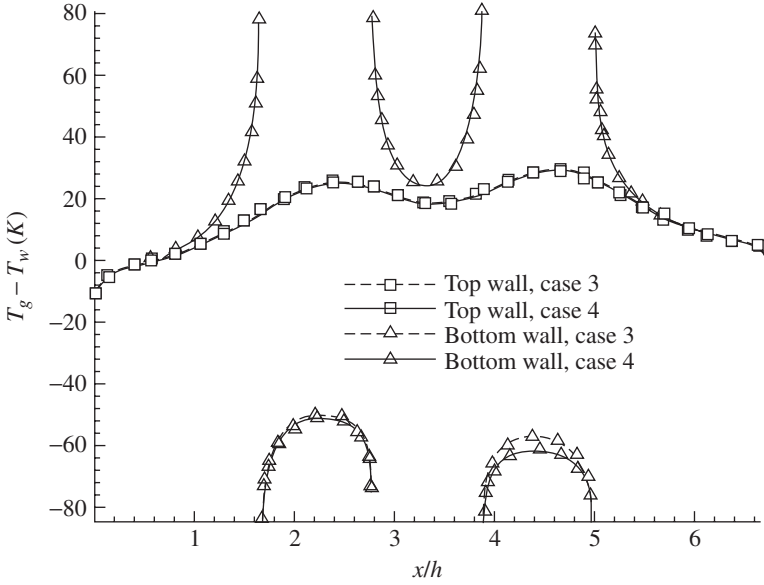 80
60
40
20
0
−20
−40
−60
−80
T_g − T_w (K)
Top wall, case 3
Top wall, case 4
Bottom wall, case 3
Bottom wall, case 4
1 2 3 4 5 6
x/h